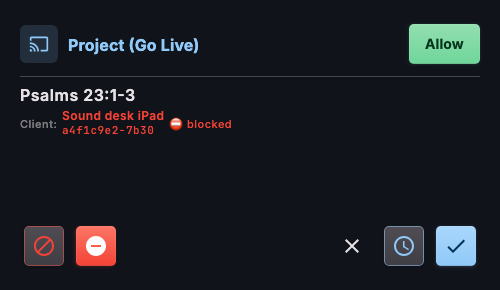 Project (Go Live)
Allow
Psalms 23:1-3
Client: Sound desk iPad
a4f1c9e2-7b30
blocked